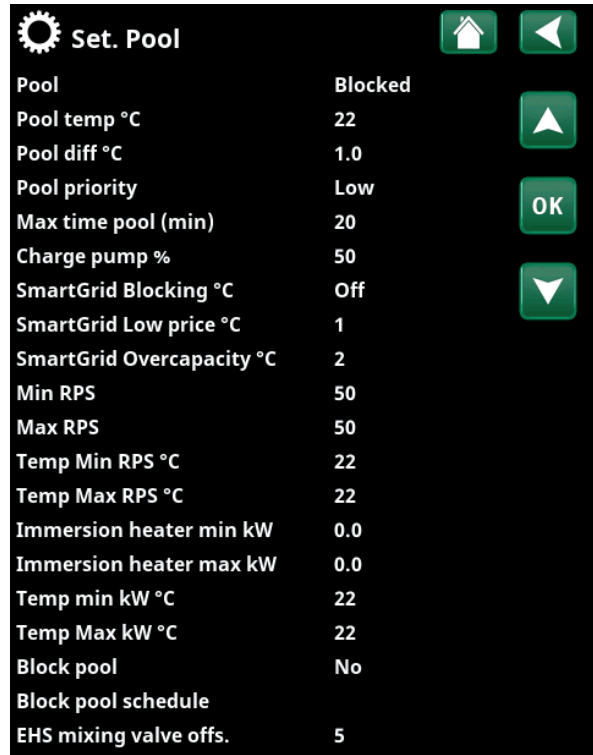 Set. Pool
Pool Blocked
Pool temp °C 22
Pool diff °C 1.0
Pool priority Low
Max time pool (min) 20
Charge pump % 50
SmartGrid Blocking °C Off
SmartGrid Low price °C 1
SmartGrid Overcapacity °C 2
Min RPS 50
Max RPS 50
Temp Min RPS °C 22
Temp Max RPS °C 22
Immersion heater min kW 0.0
Immersion heater max kW 0.0
Temp min kW °C 22
Temp Max kW °C 22
Block pool No
Block pool schedule
EHS mixing valve offs. 5
OK